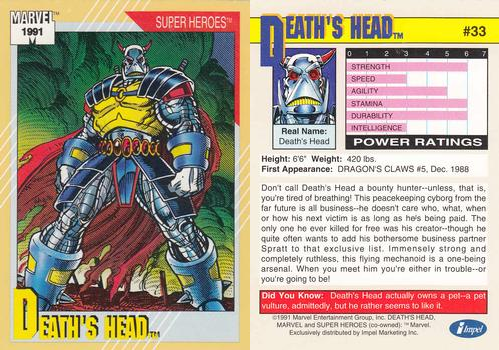 MARVEL™
1991
SUPER HEROES™
DEATH'S HEAD™
DEATH'S HEAD™
#33
0 1 2 3 4 5 6 7
STRENGTH
SPEED
AGILITY
STAMINA
DURABILITY
INTELLIGENCE
POWER RATINGS
Real Name:
Death's Head
Height: 6'6" Weight: 420 lbs.
First Appearance: DRAGON'S CLAWS #5, Dec. 1988
Don't call Death's Head a bounty hunter--unless, that is,
you're tired of breathing! This peacekeeping cyborg from the
far future is all business--he doesn't care who, what, when
or how his next victim is as long as he's being paid. The
only one he ever killed for free was his creator--though he
quite often wants to add his bothersome business partner
Spratt to that exclusive list. Immensely strong and
completely ruthless, this flying mechanoid is a one-being
arsenal. When you meet him you're either in trouble--or
you're going to be!
Did You Know: Death's Head actually owns a pet--a pet
vulture, admittedly, but he rather seems to like it.
©1991 Marvel Entertainment Group, Inc. DEATH'S HEAD,
MARVEL and SUPER HEROES (co-owned): ™ Marvel.
Exclusively distributed by Impel Marketing Inc.
Impel